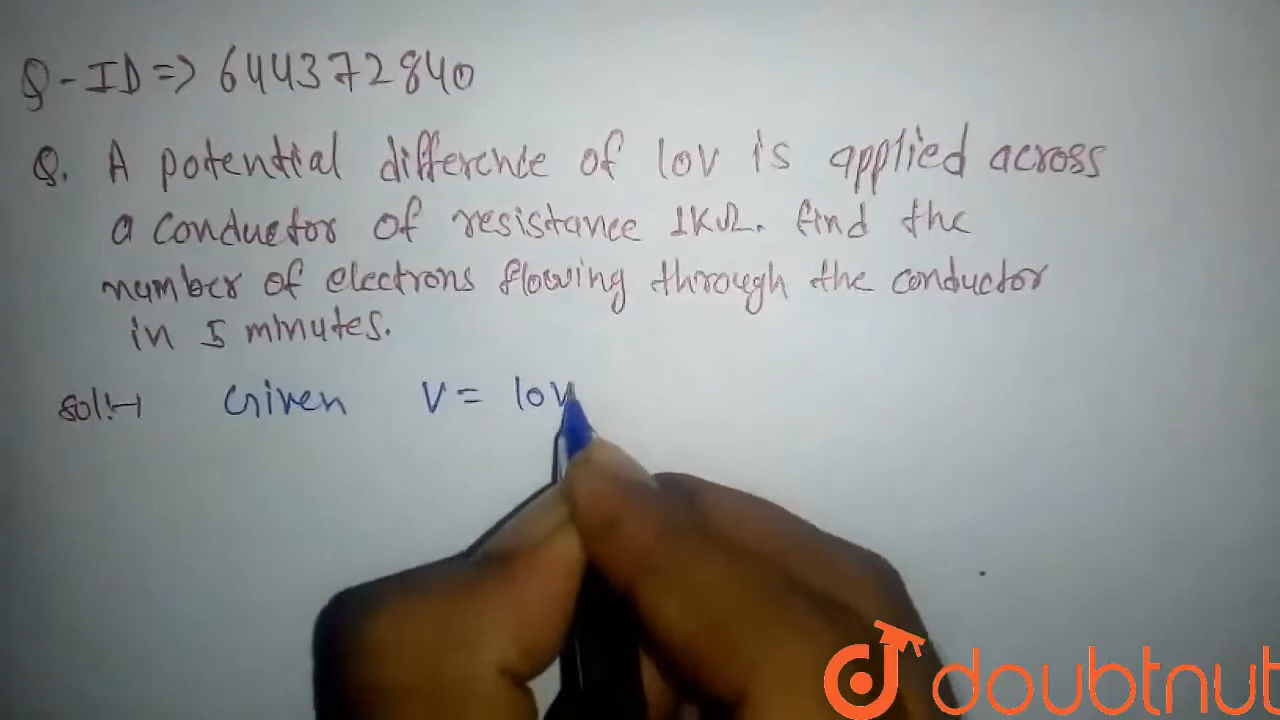 Q-ID => 644372840
Q. A potential difference of 10V is applied across
a conductor of resistance 1KΩ. find the
number of electrons flowing through the conductor
in 5 minutes.
Sol:→ Given V = 10V
doubtnut